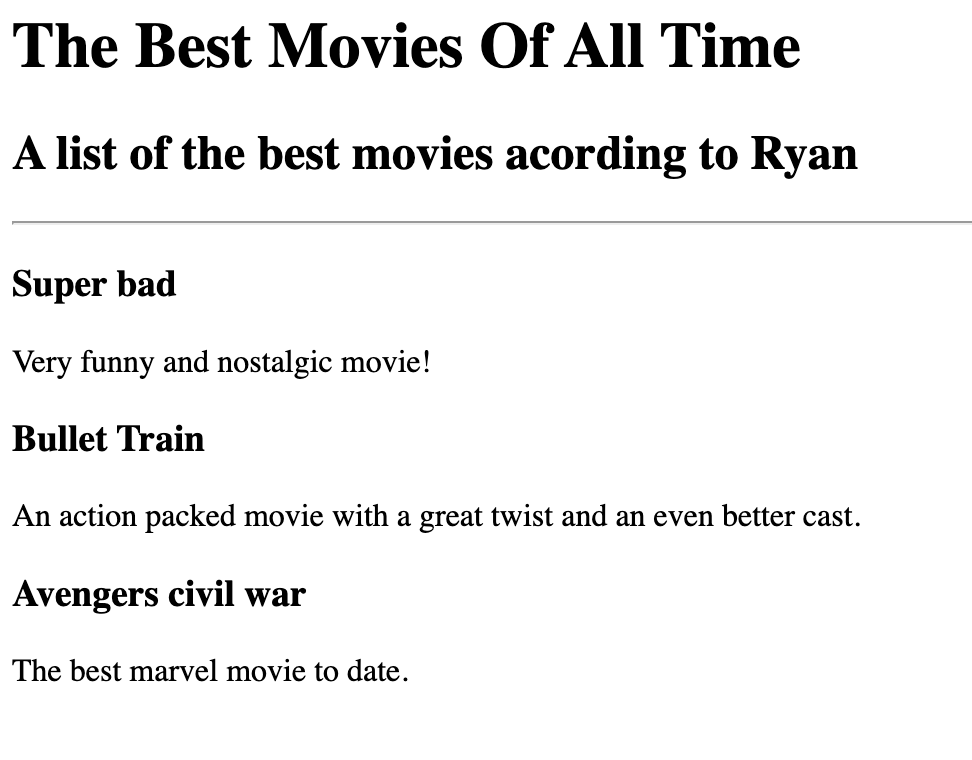 The Best Movies Of All Time
A list of the best movies acording to Ryan
Super bad
Very funny and nostalgic movie!
Bullet Train
An action packed movie with a great twist and an even better cast.
Avengers civil war
The best marvel movie to date.